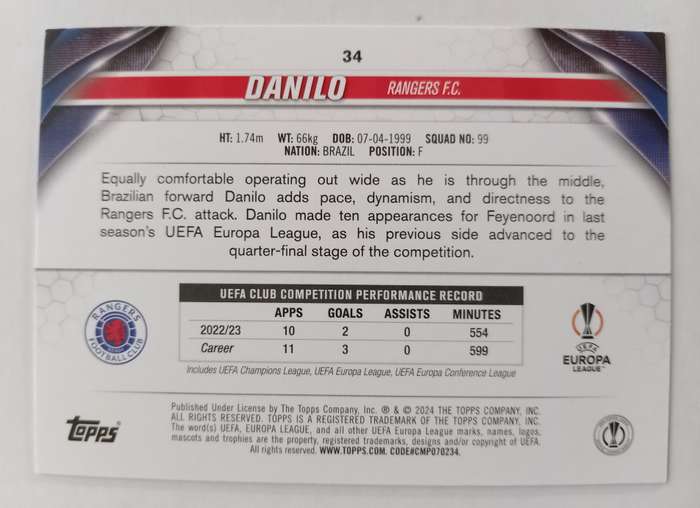 34
DANILO RANGERS F.C.
HT: 1.74m WT: 66kg DOB: 07-04-1999 SQUAD NO: 99
NATION: BRAZIL POSITION: F
Equally comfortable operating out wide as he is through the middle,
Brazilian forward Danilo adds pace, dynamism, and directness to the
Rangers F.C. attack. Danilo made ten appearances for Feyenoord in last
season's UEFA Europa League, as his previous side advanced to the
quarter-final stage of the competition.
UEFA CLUB COMPETITION PERFORMANCE RECORD
APPS GOALS ASSISTS MINUTES
2022/23 10 2 0 554
Career 11 3 0 599
Includes UEFA Champions League, UEFA Europa League, UEFA Europa Conference League
RANGERS
FOOTBALL CLUB
UEFA
EUROPA
LEAGUE™
topps®
Published Under License by The Topps Company, Inc. ® & © 2024 THE TOPPS COMPANY, INC.
ALL RIGHTS RESERVED. TOPPS IS A REGISTERED TRADEMARK OF THE TOPPS COMPANY, INC.
The word(s) UEFA, EUROPA LEAGUE, and all other UEFA Europa League marks, names, logos,
mascots and trophies are the property, registered trademarks, designs and/or copyright of UEFA.
All rights reserved. WWW.TOPPS.COM. CODE#CMP070234.